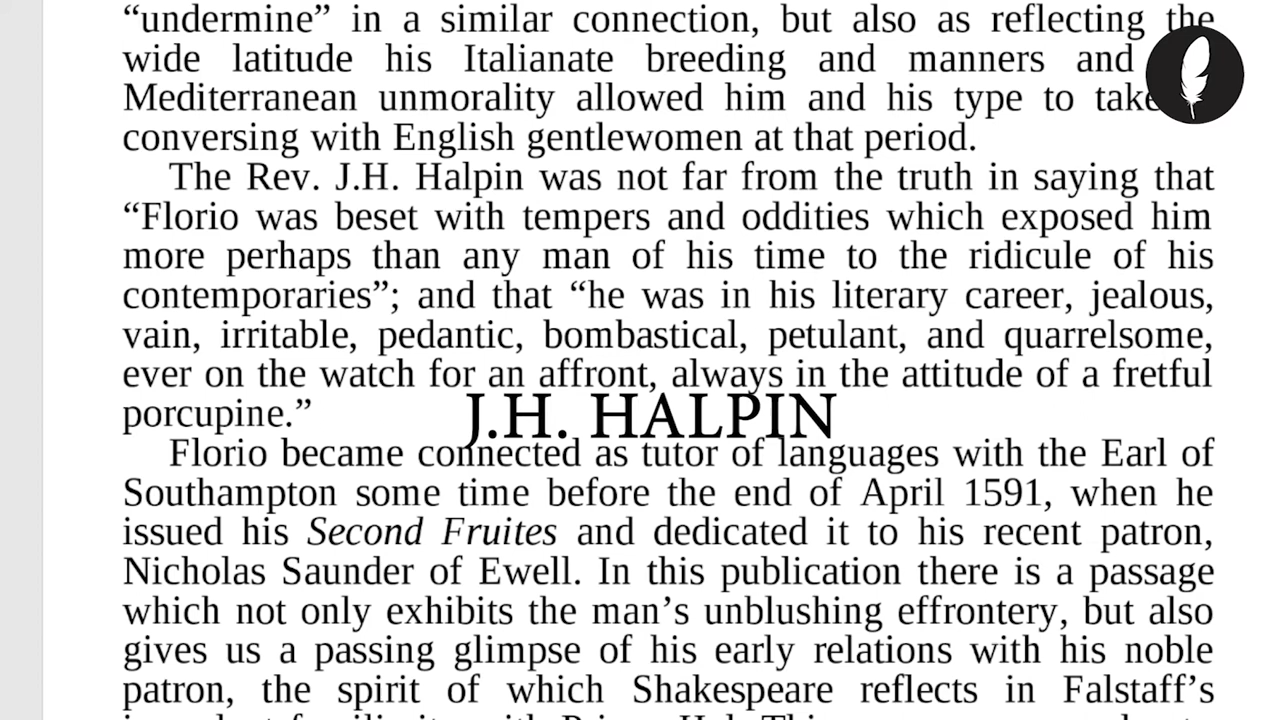 “undermine” in a similar connection, but also as reflecting the
wide latitude his Italianate breeding and manners and
Mediterranean unmorality allowed him and his type to take
conversing with English gentlewomen at that period.
The Rev. J.H. Halpin was not far from the truth in saying that
“Florio was beset with tempers and oddities which exposed him
more perhaps than any man of his time to the ridicule of his
contemporaries”; and that “he was in his literary career, jealous,
vain, irritable, pedantic, bombastical, petulant, and quarrelsome,
ever on the watch for an affront, always in the attitude of a fretful
porcupine.”
J.H. HALPIN
Florio became connected as tutor of languages with the Earl of
Southampton some time before the end of April 1591, when he
issued his Second Fruites and dedicated it to his recent patron,
Nicholas Saunder of Ewell. In this publication there is a passage
which not only exhibits the man’s unblushing effrontery, but also
gives us a passing glimpse of his early relations with his noble
patron, the spirit of which Shakespeare reflects in Falstaff’s